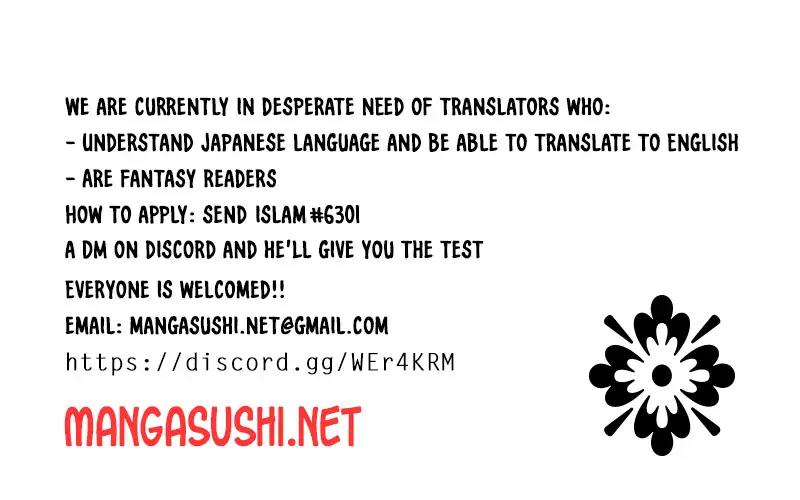 WE ARE CURRENTLY IN DESPERATE NEED OF TRANSLATORS WHO:
- UNDERSTAND JAPANESE LANGUAGE AND BE ABLE TO TRANSLATE TO ENGLISH
- ARE FANTASY READERS
HOW TO APPLY: SEND ISLAM#6301
A DM ON DISCORD AND HE'LL GIVE YOU THE TEST
EVERYONE IS WELCOMED!!
EMAIL: MANGASUSHI.NET@GMAIL.COM
https://discord.gg/WEr4KRM
MANGASUSHI.NET